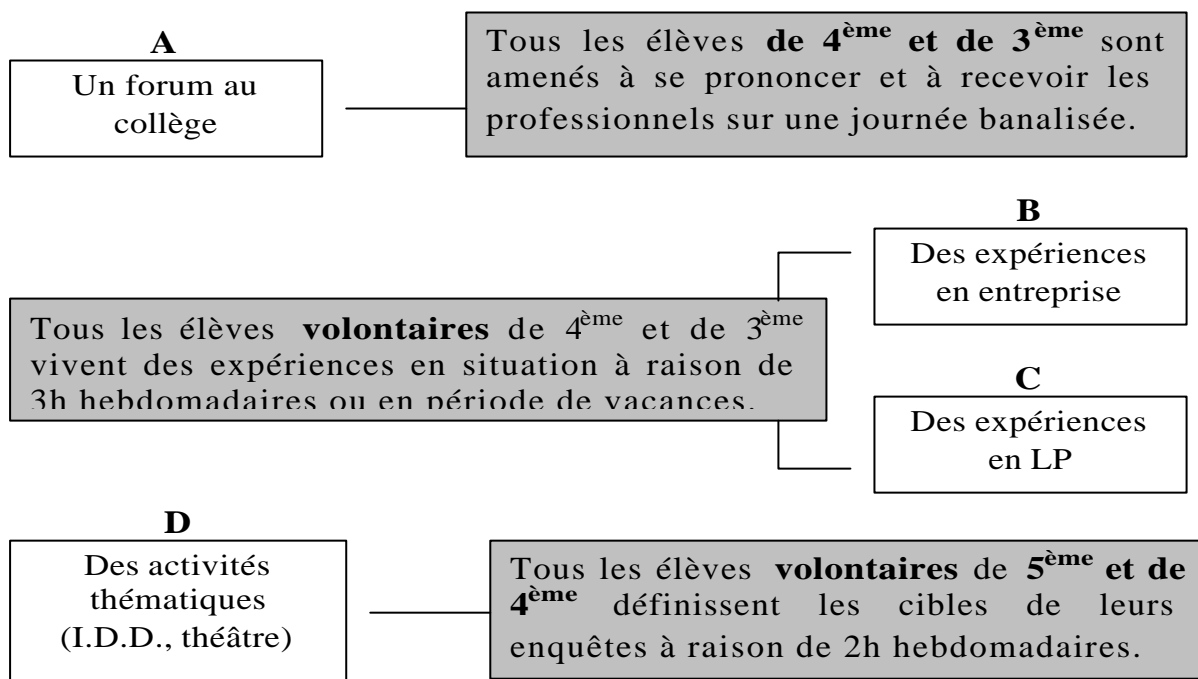 A
Un forum au
collège
Tous les élèves de 4ème et de 3ème sont
amenés à se prononcer et à recevoir les
professionnels sur une journée banalisée.
B
Des expériences
en entreprise
Tous les élèves volontaires de 4ème et de 3ème
vivent des expériences en situation à raison de
3h hebdomadaires ou en période de vacances.
C
Des expériences
en LP
D
Des activités
thématiques
(I.D.D., théâtre)
Tous les élèves volontaires de 5ème et de
4ème définissent les cibles de leurs
enquêtes à raison de 2h hebdomadaires.